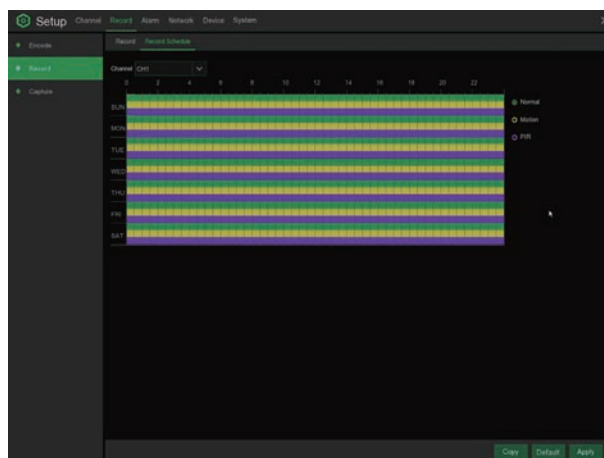 Setup Channel Record Alarm Network Device System
Encode
Record
Capture
Record Record Schedule
Channel CH1
0 2 4 6 8 10 12 14 16 18 20 22
SUN
MON
TUE
WED
THU
FRI
SAT
Normal
Motion
PIR
Copy Default Apply